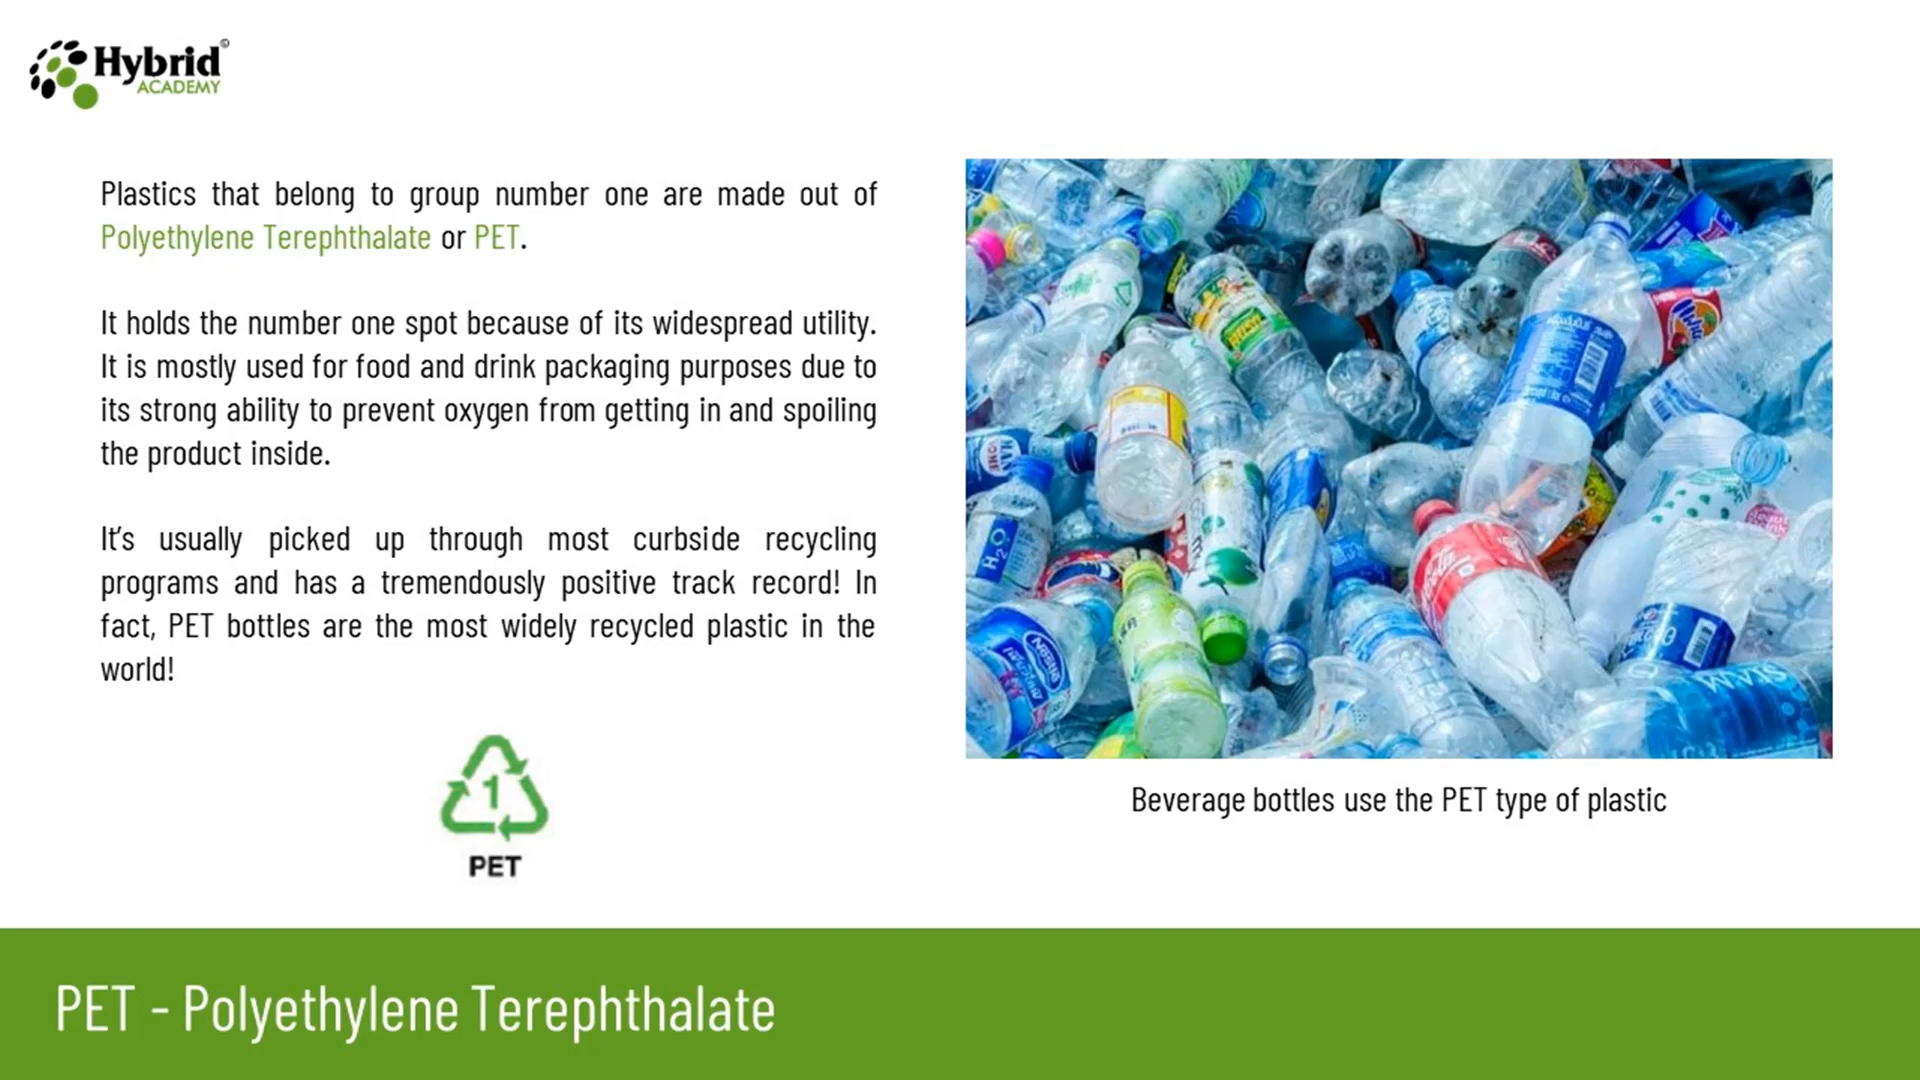 Hybrid©
ACADEMY
Plastics that belong to group number one are made out of
Polyethylene Terephthalate or PET.
It holds the number one spot because of its widespread utility.
It is mostly used for food and drink packaging purposes due to
its strong ability to prevent oxygen from getting in and spoiling
the product inside.
It's usually picked up through most curbside recycling
programs and has a tremendously positive track record! In
fact, PET bottles are the most widely recycled plastic in the
world!
1
PET
H₂O
Nestle
Beverage bottles use the PET type of plastic
PET - Polyethylene Terephthalate